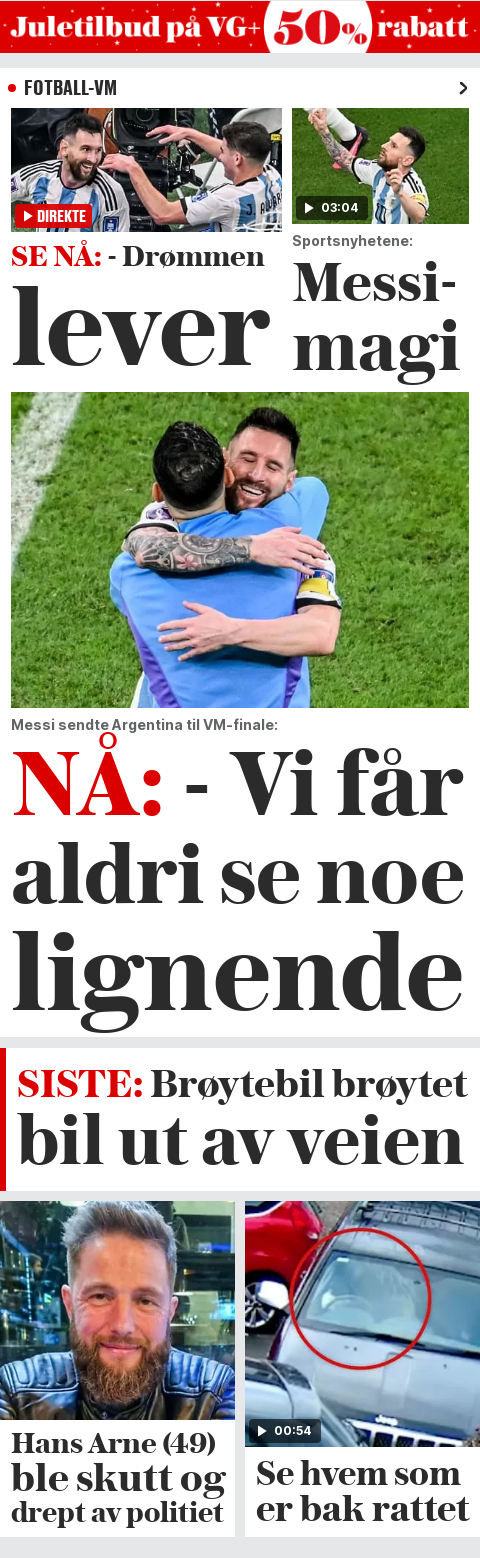 Juletilbud på VG+ 50% rabatt
FOTBALL-VM
DIREKTE
SE NÅ: - Drømmen
lever
03:04
Sportsnyhetene:
Messi-
magi
Messi sendte Argentina til VM-finale:
NÅ: - Vi får
aldri se noe
lignende
SISTE: Brøytebil brøytet
bil ut av veien
Hans Arne (49)
ble skutt og
drept av politiet
00:54
Se hvem som
er bak rattet